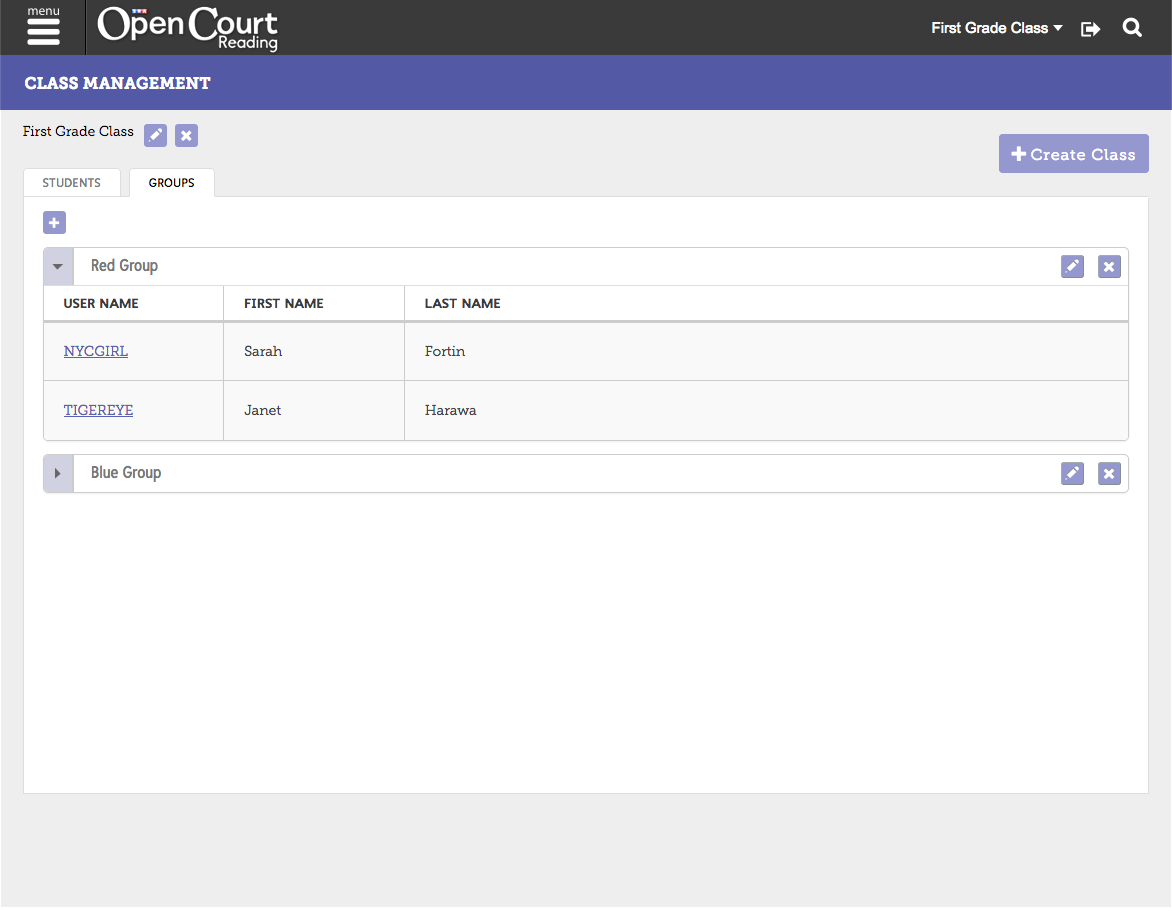 menu
Open Court
Reading
First Grade Class
CLASS MANAGEMENT
First Grade Class
Create Class
STUDENTS
GROUPS
Red Group
USER NAME FIRST NAME LAST NAME
NYCGIRL Sarah Fortin
TIGEREYE Janet Harawa
Blue Group